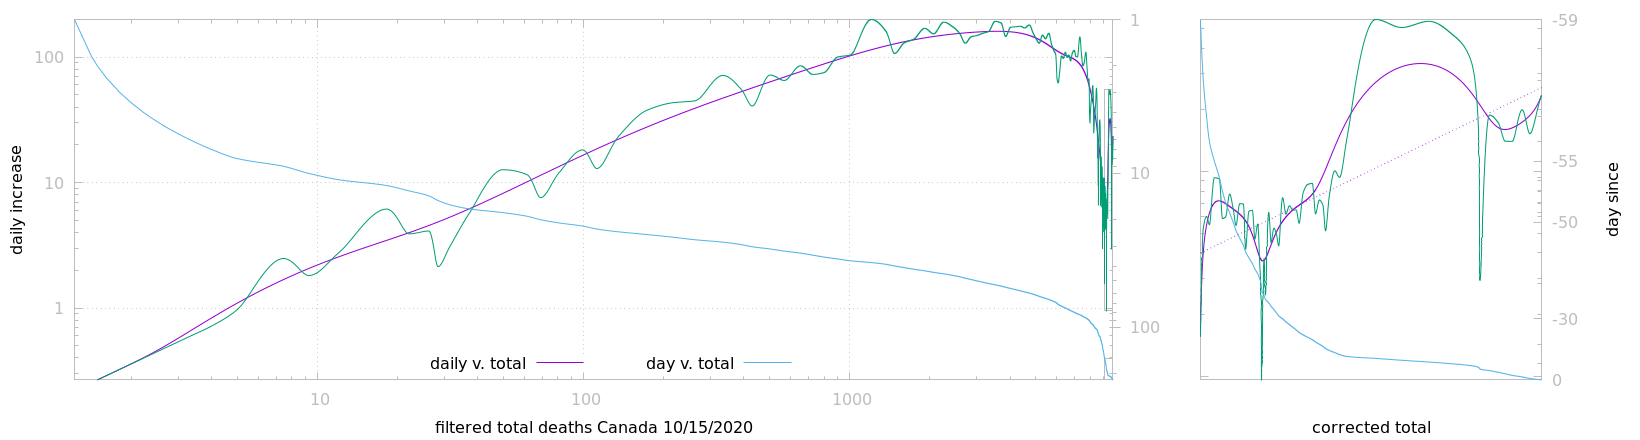 daily increase
100
10
1
10
100
1000
1
10
100
daily v. total
day v. total
filtered total deaths Canada 10/15/2020
-59
-55
-50
-30
0
day since
corrected total